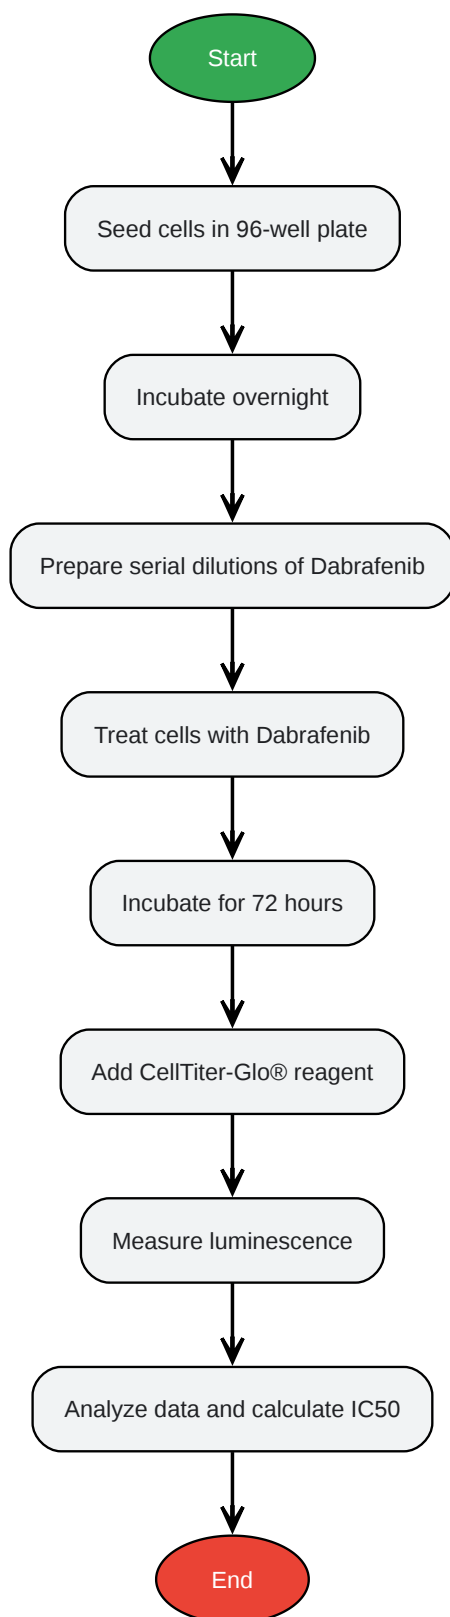 Start
Seed cells in 96-well plate
Incubate overnight
Prepare serial dilutions of Dabrafenib
Treat cells with Dabrafenib
Incubate for 72 hours
Add CellTiter-Glo® reagent
Measure luminescence
Analyze data and calculate IC50
End